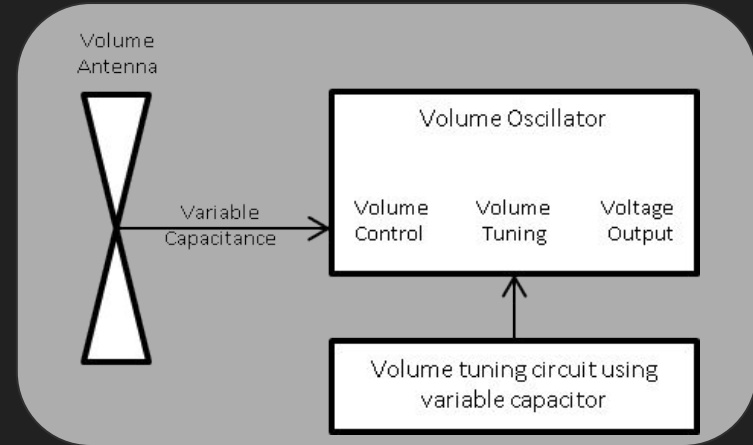 Volume
Antenna
Volume Oscillator
Variable
Capacitance
Volume
Control
Volume
Tuning
Voltage
Output
Volume tuning circuit using
variable capacitor